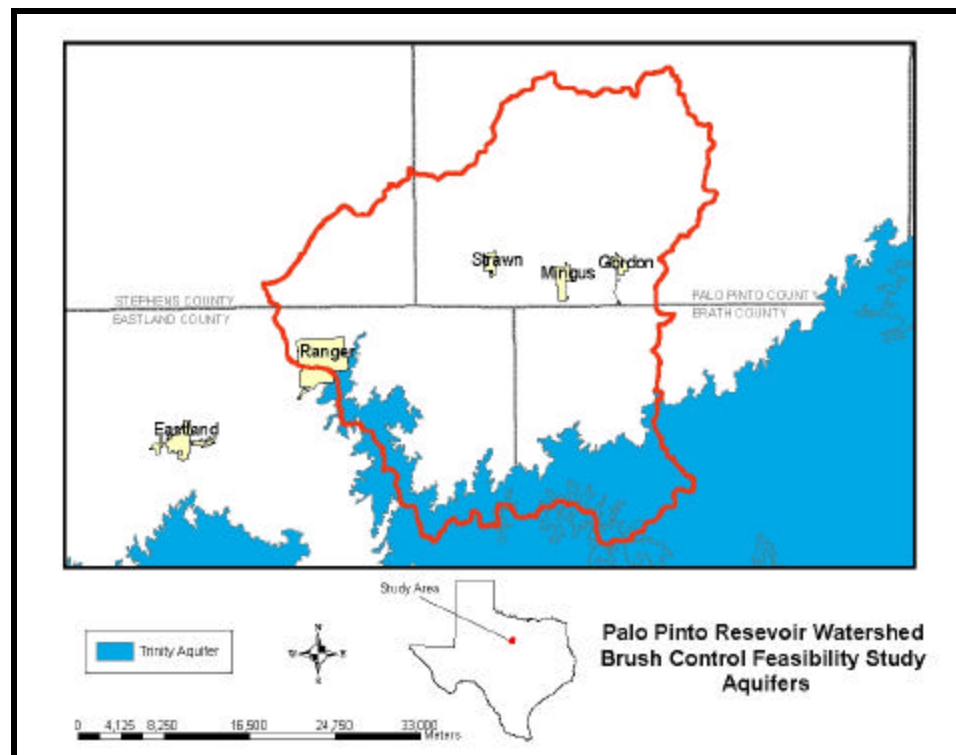 Strawn
Mingus
Gordon
STEPHENS COUNTY
PALO PINTO COUNTY
EASTLAND COUNTY
ERATH COUNTY
Ranger
Eastland
Study Area
Trinity Aquifer
N
W E
S
Palo Pinto Resevoir Watershed
Brush Control Feasibility Study
Aquifers
0 4,125 8,250 16,500 24,750 33,000
Meters